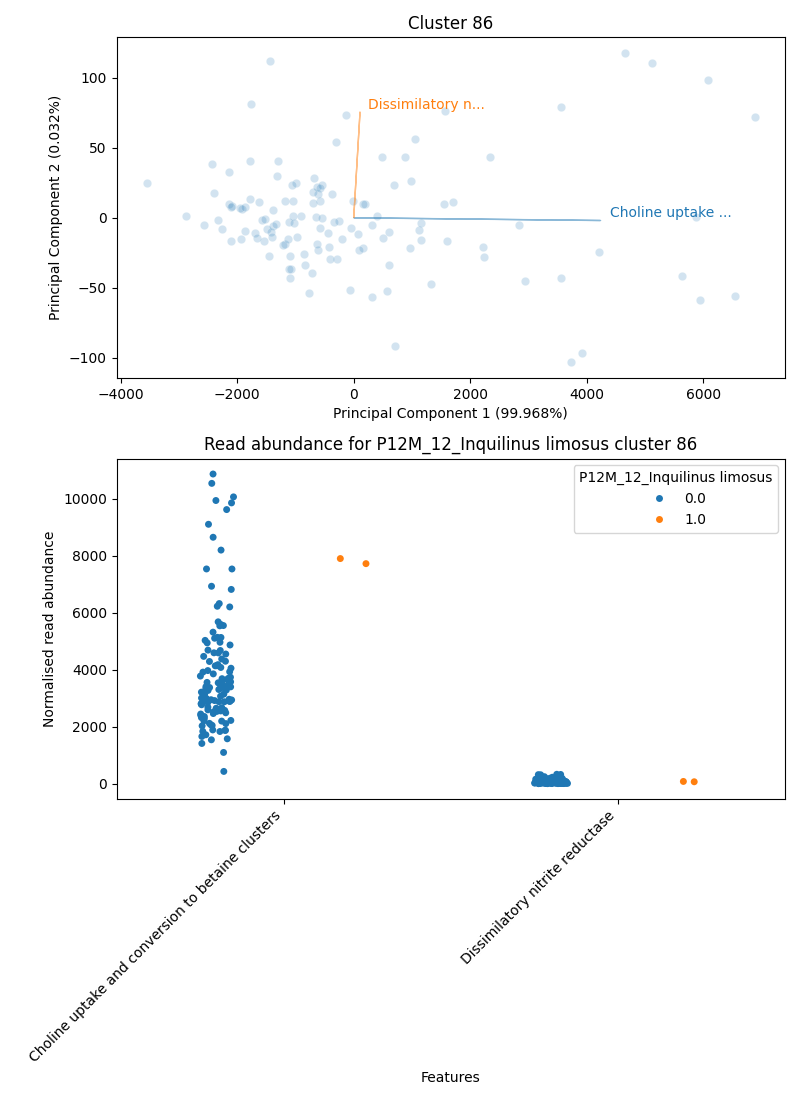 Cluster 86
Principal Component 2 (0.032%)
100
50
0
−50
−100
Dissimilatory n...
Choline uptake ...
−4000
−2000
0
2000
4000
6000
Principal Component 1 (99.968%)
Read abundance for P12M_12_Inquilinus limosus cluster 86
Normalised read abundance
10000
8000
6000
4000
2000
0
P12M_12_Inquilinus limosus
0.0
1.0
Choline uptake and conversion to betaine clusters
Dissimilatory nitrite reductase
Features